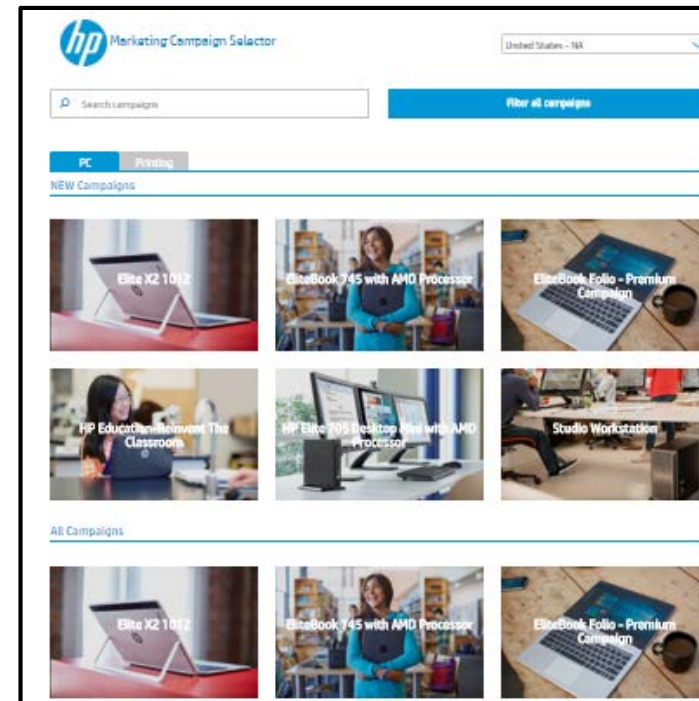 hp
Marketing Campaign Selector
United States - NA
Search campaigns
Filter all campaigns
PC Printing
NEW Campaigns
Elite X2 1012
EliteBook 745 with AMD Processor
EliteBook Folio - Premium
Campaign
HP Education-Reinvent The
Classroom
HP Elite 705 Desktop Mini with AMD
Processor
Studio Workstation
All Campaigns
Elite X2 1012
EliteBook 745 with AMD Processor
EliteBook Folio - Premium
Campaign